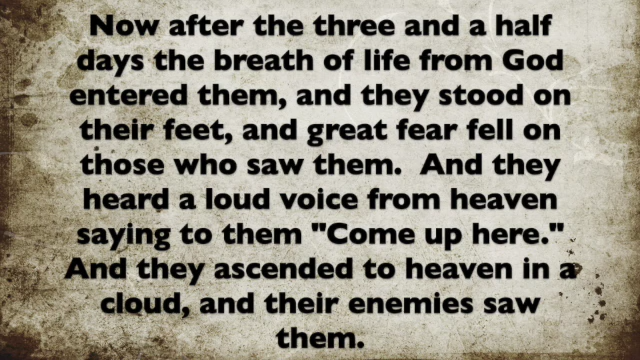 Now after the three and a half
days the breath of life from God
entered them, and they stood on
their feet, and great fear fell on
those who saw them.  And they
heard a loud voice from heaven
saying to them "Come up here."
And they ascended to heaven in a
cloud, and their enemies saw
them.